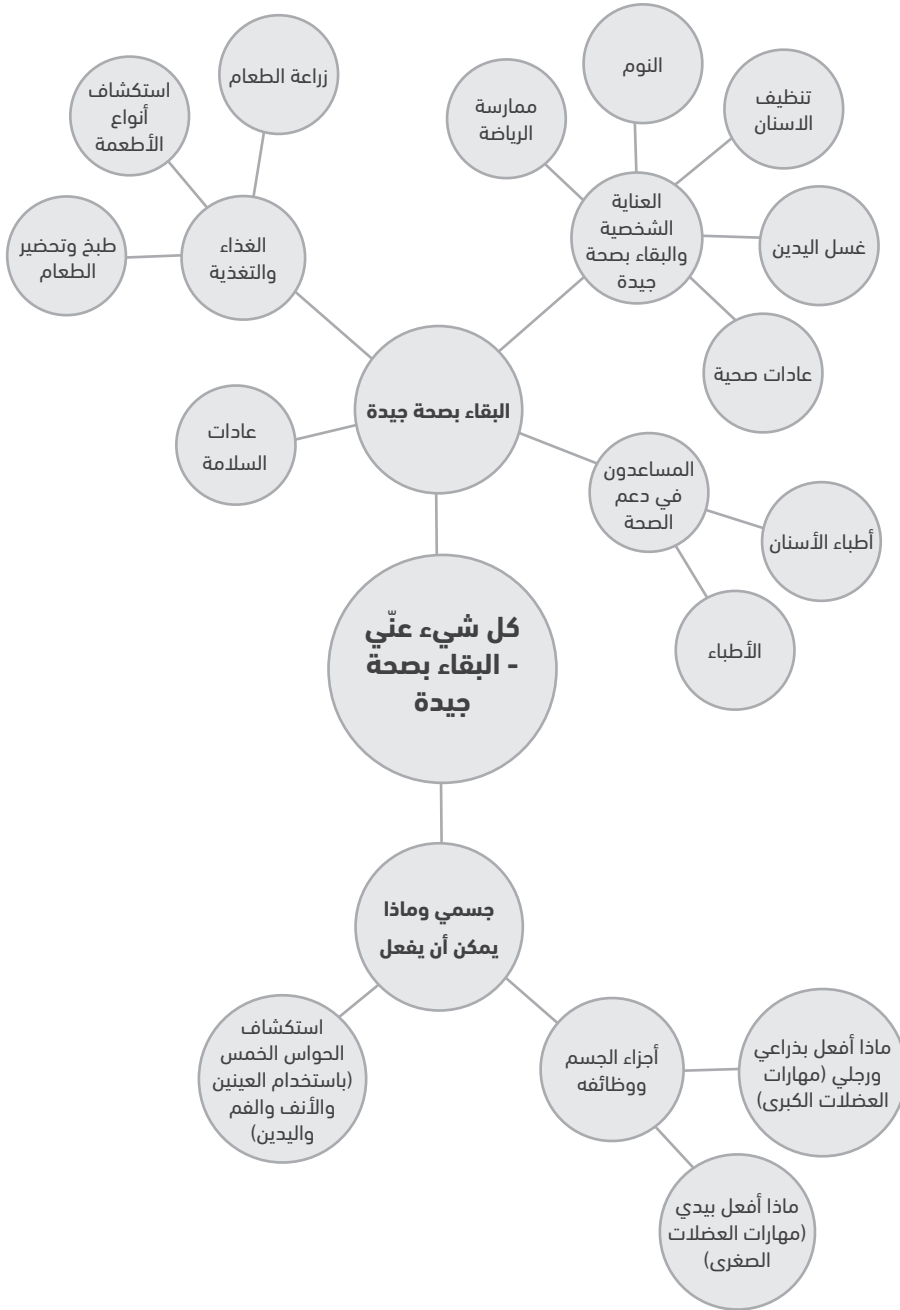 زراعة الطعام
استكشاف
أنواع
الأطعمة
طبخ وتحضير
الطعام
الغذاء
والتغذية
النوم
تنظيف
الاسنان
ممارسة
الرياضة
العناية
الشخصية
والبقاء بصحة
جيدة
غسل اليدين
عادات صحية
البقاء بصحة جيدة
عادات
السلامة
المساعدون
في دعم
الصحة
أطباء الأسنان
الأطباء
كل شيء عنّي
- البقاء بصحة
جيدة
جسمي وماذا
يمكن أن يفعل
استكشاف
الحواس الخمس
(باستخدام العينين
والأنف والفم
واليدين)
أجزاء الجسم
ووظائفه
ماذا أفعل بذراعي
ورجلي (مهارات
العضلات الكبرى)
ماذا أفعل بيدي
(مهارات العضلات
الصغرى)